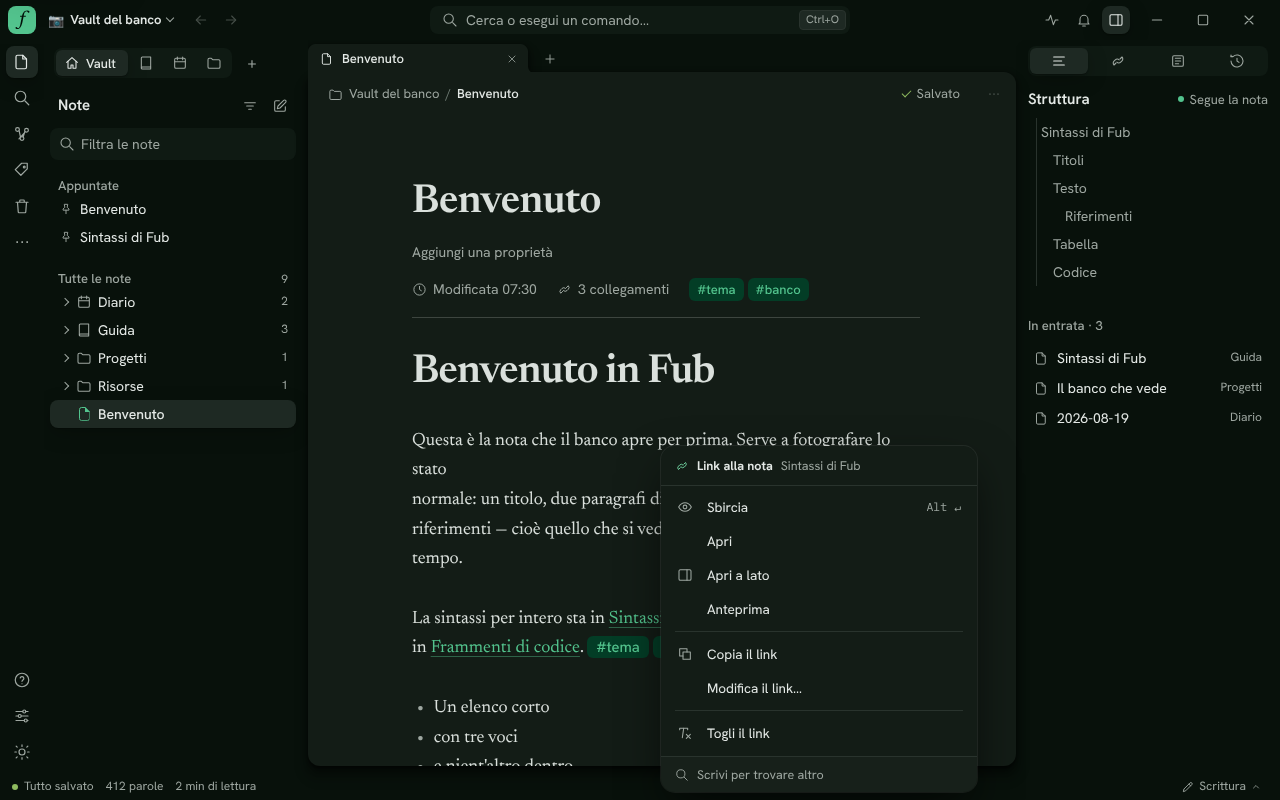 f
Vault del banco
Cerca o esegui un comando…
Ctrl+O
Vault
Benvenuto
Note
Filtra le note
Appuntate
Benvenuto
Sintassi di Fub
Tutte le note 9
Diario 2
Guida 3
Progetti 1
Risorse 1
Benvenuto
Vault del banco / Benvenuto
Salvato
Benvenuto
Aggiungi una proprietà
Modificata 07:30
3 collegamenti
#tema
#banco
Benvenuto in Fub
Questa è la nota che il banco apre per prima. Serve a fotografare lo
stato
normale: un titolo, due paragrafi
riferimenti — cioè quello che si
tempo.
La sintassi per intero sta in
in Frammenti di codice. #tema
• Un elenco corto
• con tre voci
• e nient'altro dentro
Link alla nota Sintassi di Fub
Sbircia Alt ↵
Apri
Apri a lato
Anteprima
Copia il link
Modifica il link…
Togli il link
Scrivi per trovare altro
Struttura
Segue la nota
Sintassi di Fub
Titoli
Testo
Riferimenti
Tabella
Codice
In entrata · 3
Sintassi di Fub Guida
Il banco che vede Progetti
2026-08-19 Diario
Tutto salvato
412 parole
2 min di lettura
Scrittura